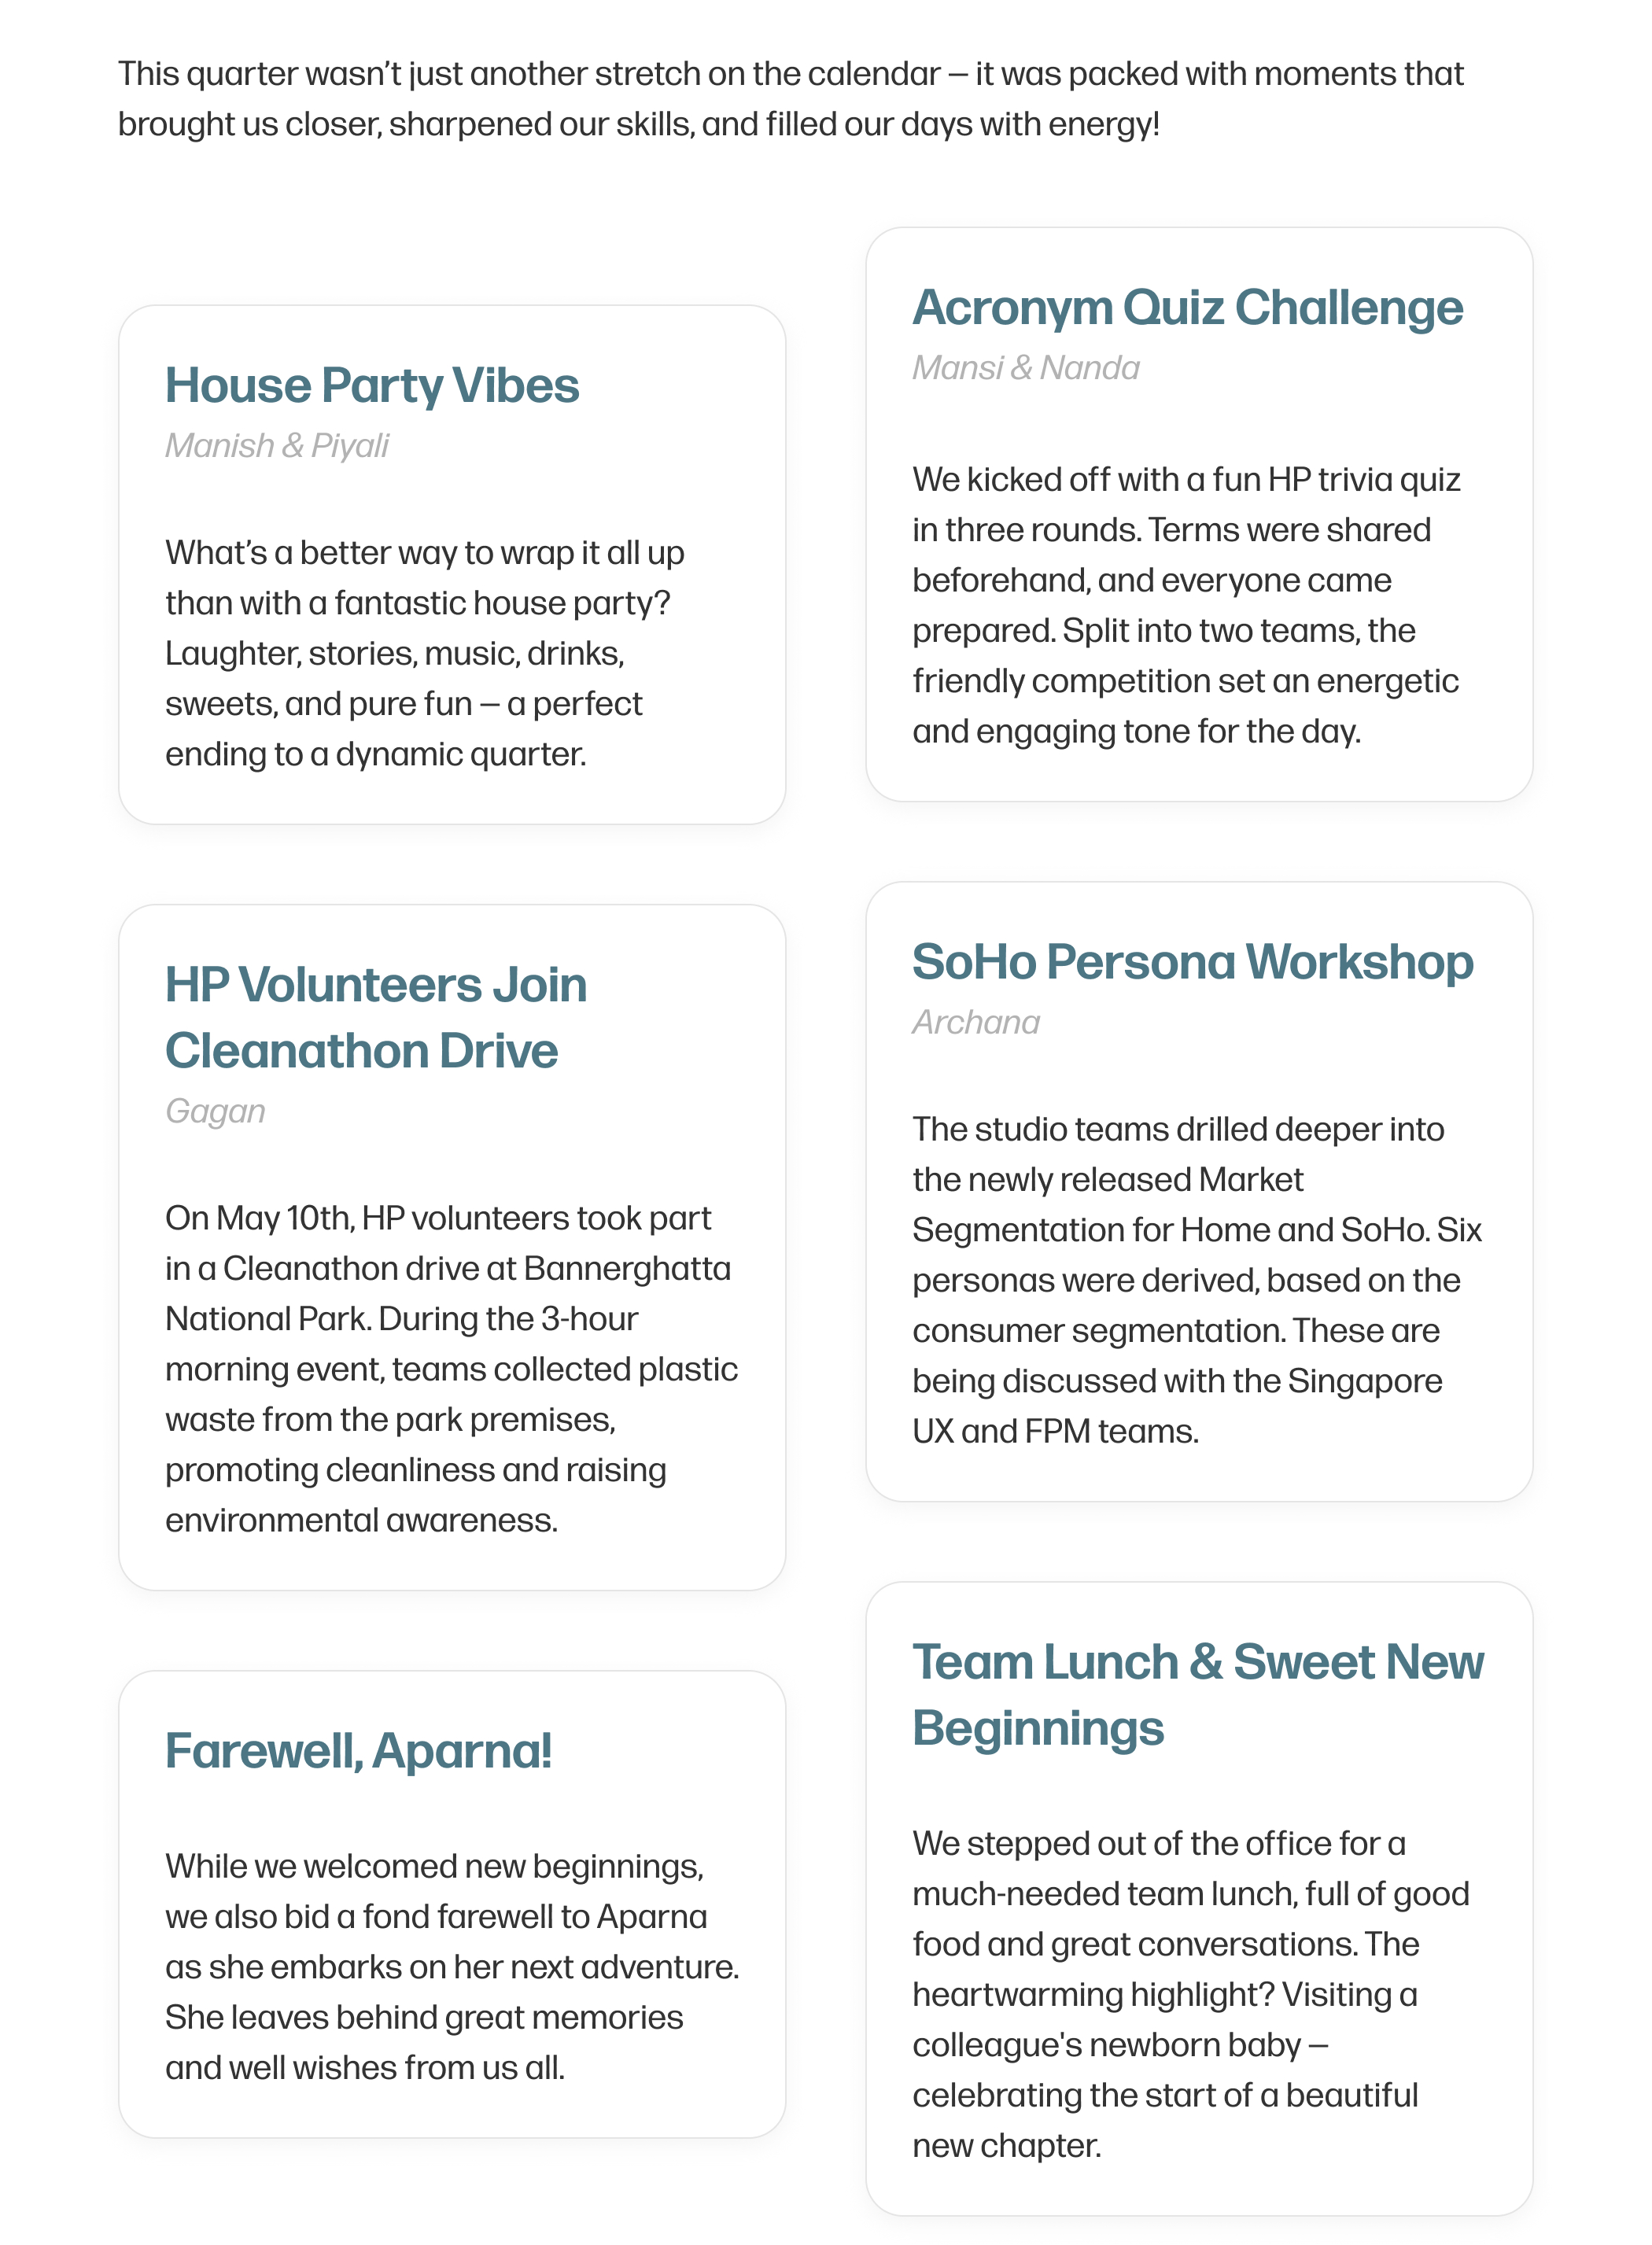 This quarter wasn’t just another stretch on the calendar – it was packed with moments that
brought us closer, sharpened our skills, and filled our days with energy!
House Party Vibes
Manish & Piyali
What’s a better way to wrap it all up
than with a fantastic house party?
Laughter, stories, music, drinks,
sweets, and pure fun – a perfect
ending to a dynamic quarter.
HP Volunteers Join
Cleanathon Drive
Gagan
On May 10th, HP volunteers took part
in a Cleanathon drive at Bannerghatta
National Park. During the 3-hour
morning event, teams collected plastic
waste from the park premises,
promoting cleanliness and raising
environmental awareness.
Farewell, Aparna!
While we welcomed new beginnings,
we also bid a fond farewell to Aparna
as she embarks on her next adventure.
She leaves behind great memories
and well wishes from us all.
Acronym Quiz Challenge
Mansi & Nanda
We kicked off with a fun HP trivia quiz
in three rounds. Terms were shared
beforehand, and everyone came
prepared. Split into two teams, the
friendly competition set an energetic
and engaging tone for the day.
SoHo Persona Workshop
Archana
The studio teams drilled deeper into
the newly released Market
Segmentation for Home and SoHo. Six
personas were derived, based on the
consumer segmentation. These are
being discussed with the Singapore
UX and FPM teams.
Team Lunch & Sweet New
Beginnings
We stepped out of the office for a
much-needed team lunch, full of good
food and great conversations. The
heartwarming highlight? Visiting a
colleague's newborn baby –
celebrating the start of a beautiful
new chapter.